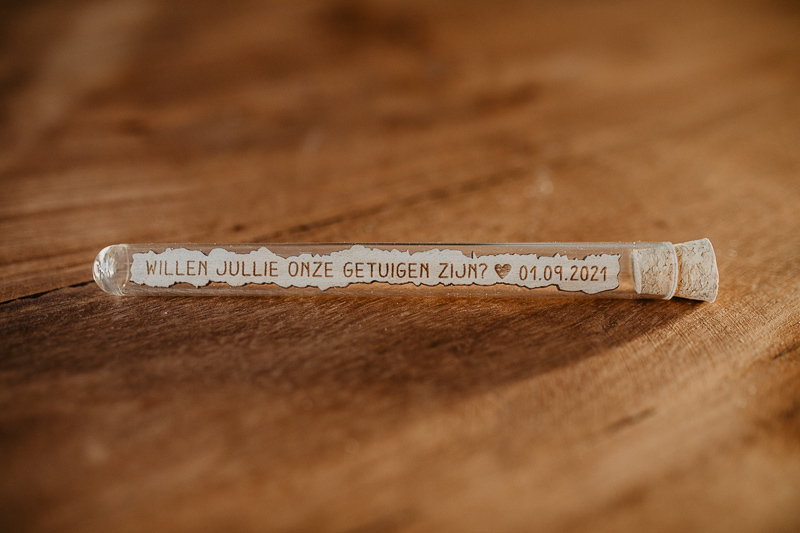 WILLEN JULLIE ONZE GETUIGEN ZIJN? ♥ 01.09.2021